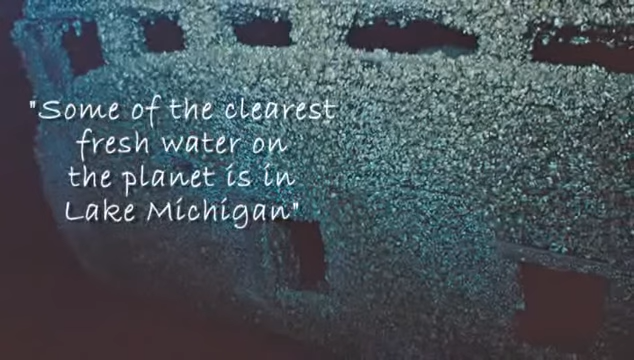 "Some of the clearest
fresh water on
the planet is in
Lake Michigan"